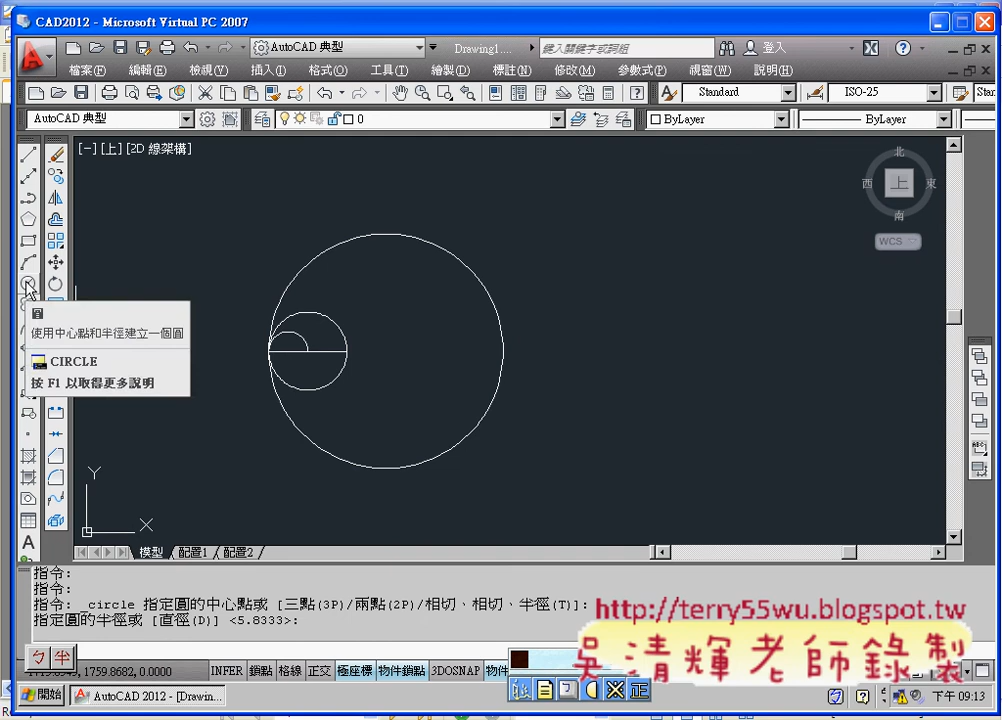 CAD2012 - Microsoft Virtual PC 2007
AutoCAD 典型
Drawing1...
鍵入關鍵字或詞組
登入
檔案(F) 編輯(E) 檢視(V) 插入(I) 格式(O) 工具(T) 繪製(D) 標註(N) 修改(M) 參數式(P) 視窗(W) 說明(H)
Standard ISO-25 Stan
AutoCAD 典型 0 ByLayer ByLayer
[-][上][2D 線架構]
北
西 上 東
南
WCS
使用中心點和半徑建立一個圓
CIRCLE
按 F1 以取得更多說明
Y
X
模型 配置1 配置2
指令:
指令:
指令: _circle 指定圓的中心點或 [三點(3P)/兩點(2P)/相切、相切、半徑(T)]:
指定圓的半徑或 [直徑(D)] <5.8333>:
http://terry55wu.blogspot.tw
吳清輝老師錄製
ㄅ 半
1759.8682, 0.0000 INFER 鎖點 格線 正交 極座標 物件鎖點 3DOSNAP 物件
開始 AutoCAD 2012 - [Drawin... 下午 09:13